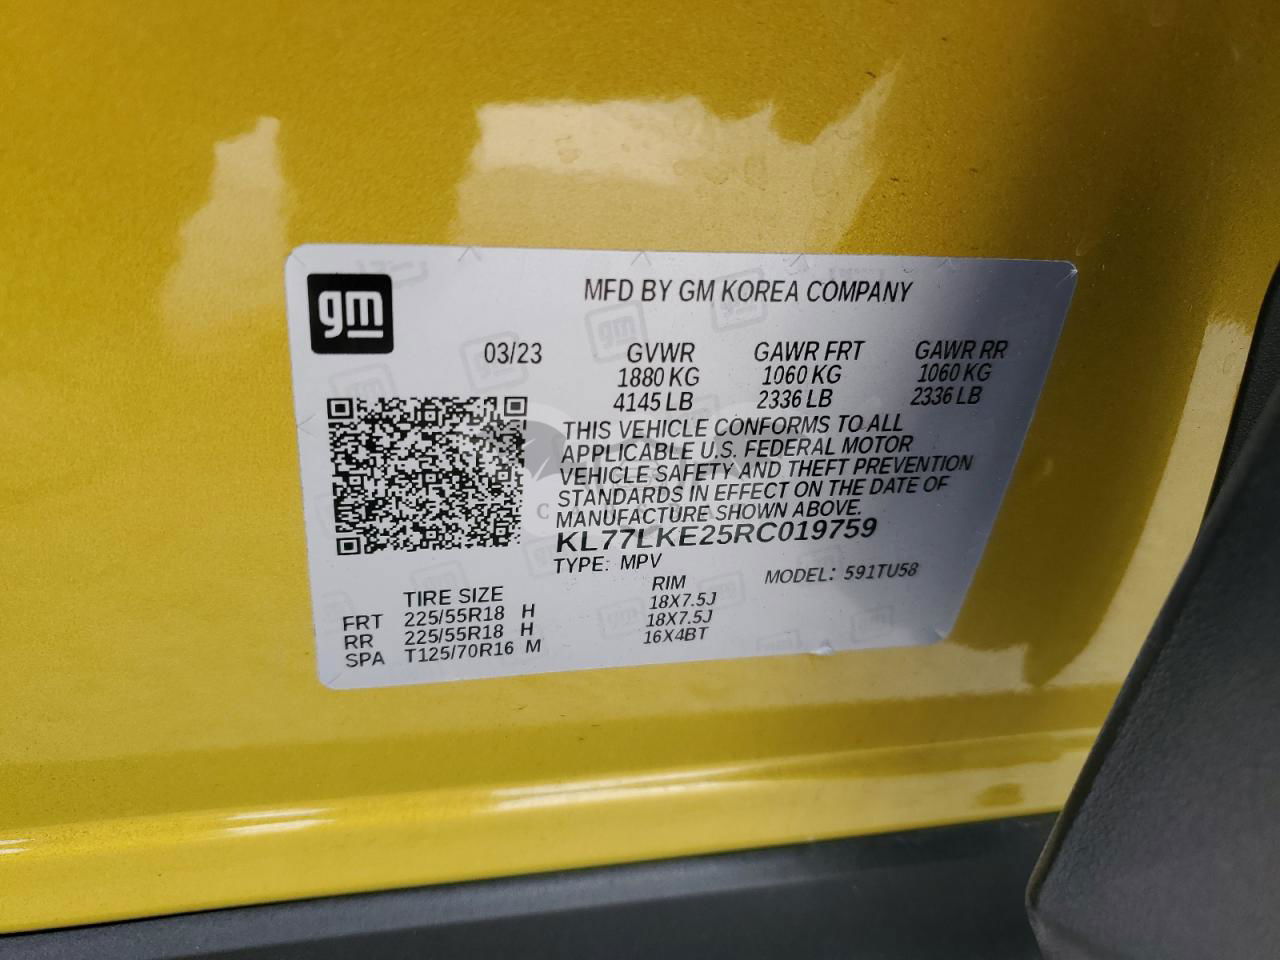 gm
MFD BY GM KOREA COMPANY
03/23 GVWR GAWR FRT GAWR RR
1880 KG 1060 KG 1060 KG
4145 LB 2336 LB 2336 LB
THIS VEHICLE CONFORMS TO ALL
APPLICABLE U.S. FEDERAL MOTOR
VEHICLE SAFETY AND THEFT PREVENTION
STANDARDS IN EFFECT ON THE DATE OF
MANUFACTURE SHOWN ABOVE.
KL77LKE25RC019759
TYPE: MPV MODEL: 591TU58
TIRE SIZE RIM
FRT 225/55R18 H 18X7.5J
RR 225/55R18 H 18X7.5J
SPA T125/70R16 M 16X4BT